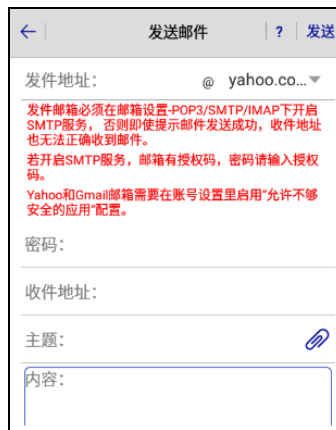 发送邮件 ? 发送
发件地址： @ yahoo.co...
发件邮箱必须在邮箱设置-POP3/SMTP/IMAP下开启
SMTP服务，否则即使提示邮件发送成功，收件地址
也无法正确收到邮件。
若开启SMTP服务，邮箱有授权码，密码请输入授权
码。
Yahoo和Gmail邮箱需要在账号设置里启用“允许不够
安全的应用”配置。
密码：
收件地址：
主题：
内容：